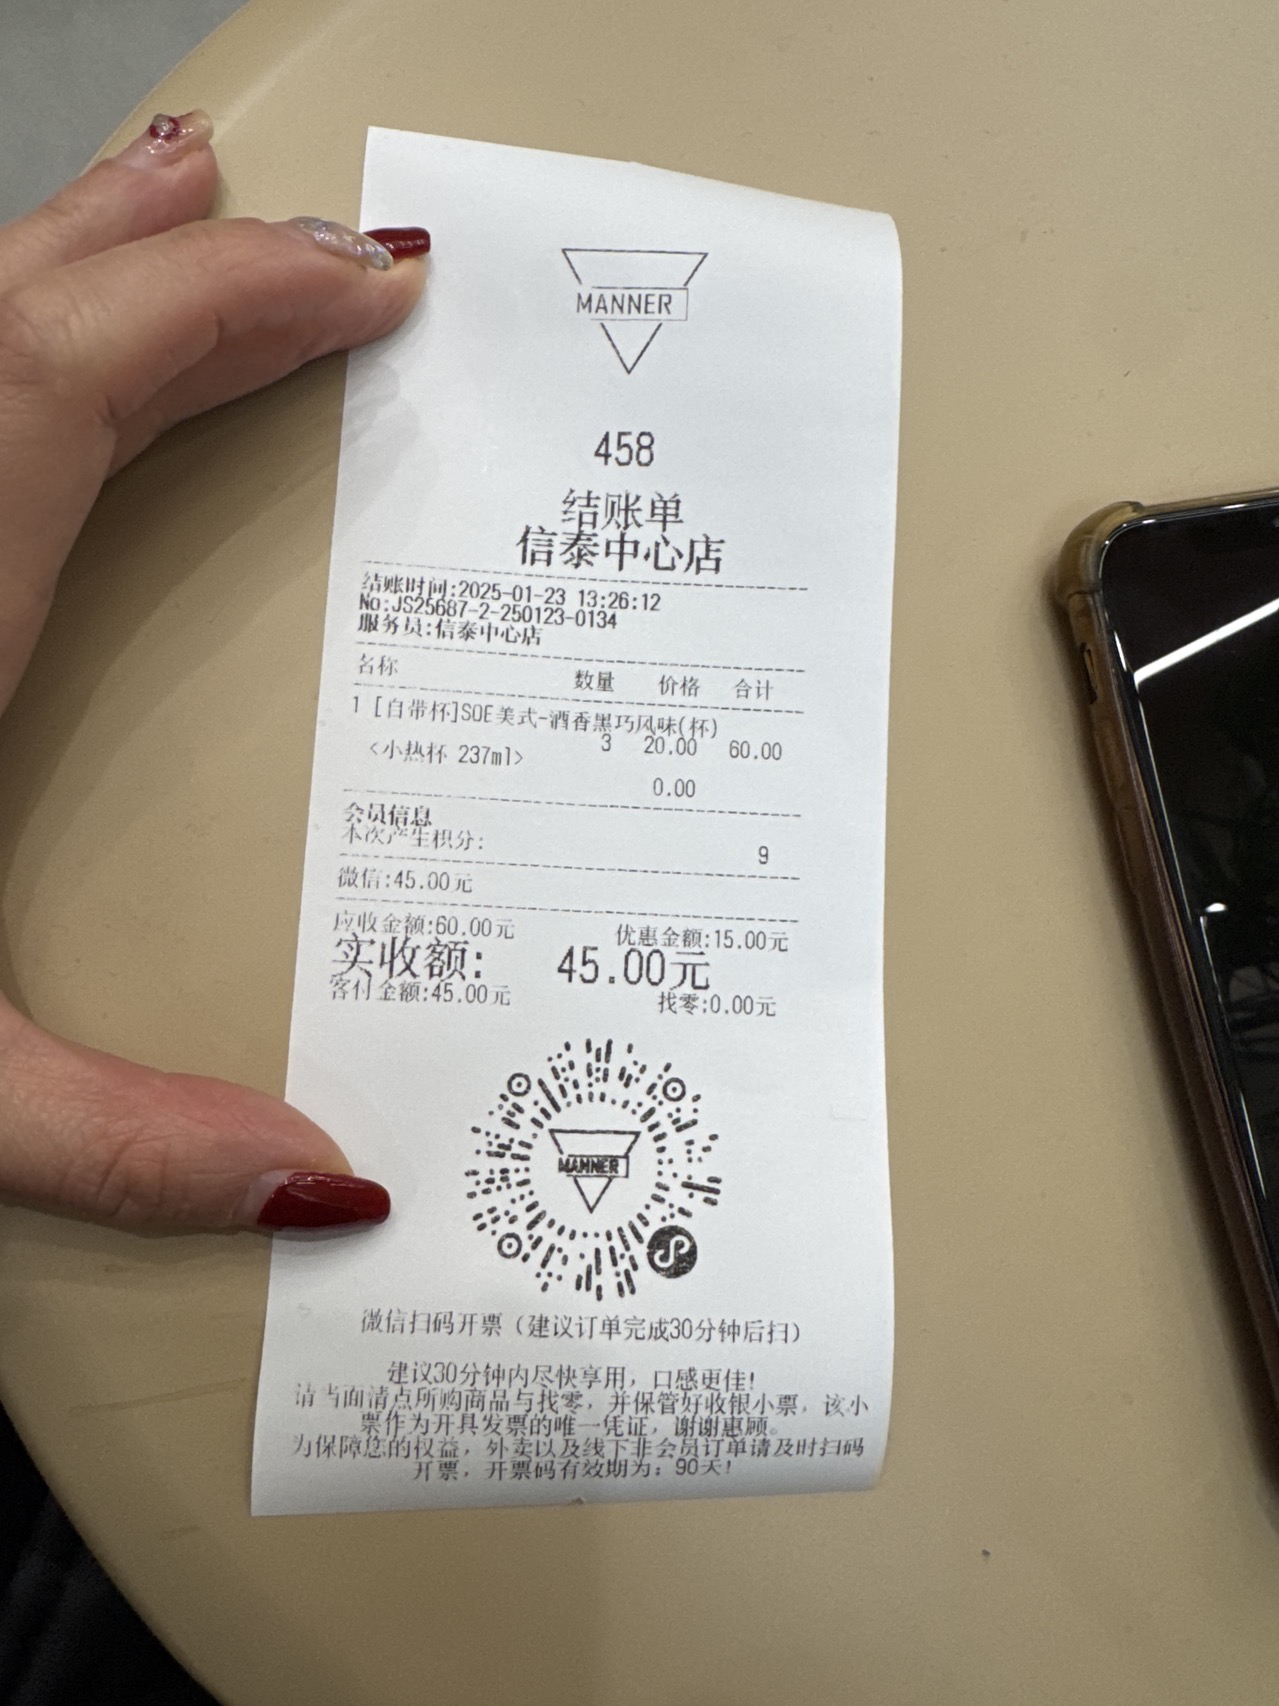 MANNER
458
结账单
信泰中心店
结账时间:2025-01-23 13:26:12
No:JS25687-2-250123-0134
服务员:信泰中心店
名称 数量 价格 合计
1 [自带杯]SOE美式-酒香黑巧风味(杯)
<小热杯 237ml> 3 20.00 60.00
0.00
会员信息
本次产生积分: 9
微信:45.00元
应收金额:60.00元 优惠金额:15.00元
实收额: 45.00元
客付金额:45.00元 找零:0.00元
MANNER
微信扫码开票（建议订单完成30分钟后扫）
建议30分钟内尽快享用，口感更佳!
请当面清点所购商品与找零，并保管好收银小票，该小
票作为开具发票的唯一凭证，谢谢惠顾。
为保障您的权益，外卖以及线下非会员订单请及时扫码
开票，开票码有效期为：90天!